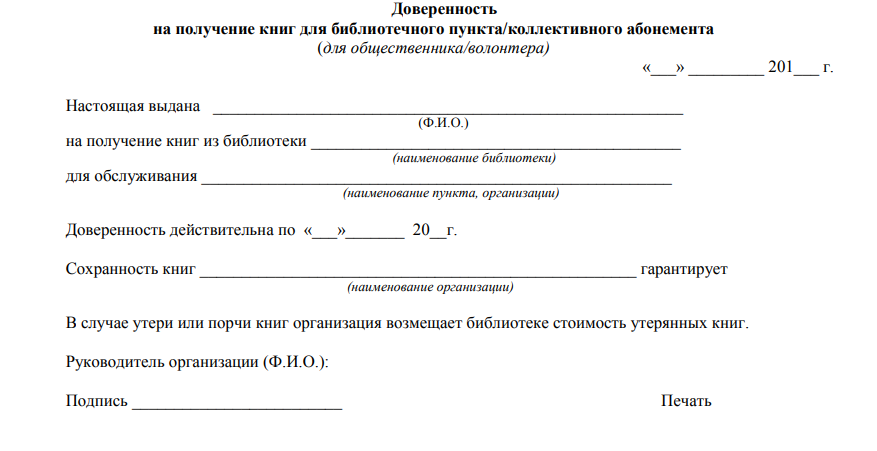 Доверенность
на получение книг для библиотечного пункта/коллективного абонемента
(для общественника/волонтера)
«___» _________ 201___ г.
Настоящая выдана ________________________________________________________
(Ф.И.О.)
на получение книг из библиотеки ____________________________________________
(наименование библиотеки)
для обслуживания ________________________________________________________
(наименование пункта, организации)
Доверенность действительна по «___»_______ 20__г.
Сохранность книг ____________________________________________________ гарантирует
(наименование организации)
В случае утери или порчи книг организация возмещает библиотеке стоимость утерянных книг.
Руководитель организации (Ф.И.О.):
Подпись _________________________ Печать